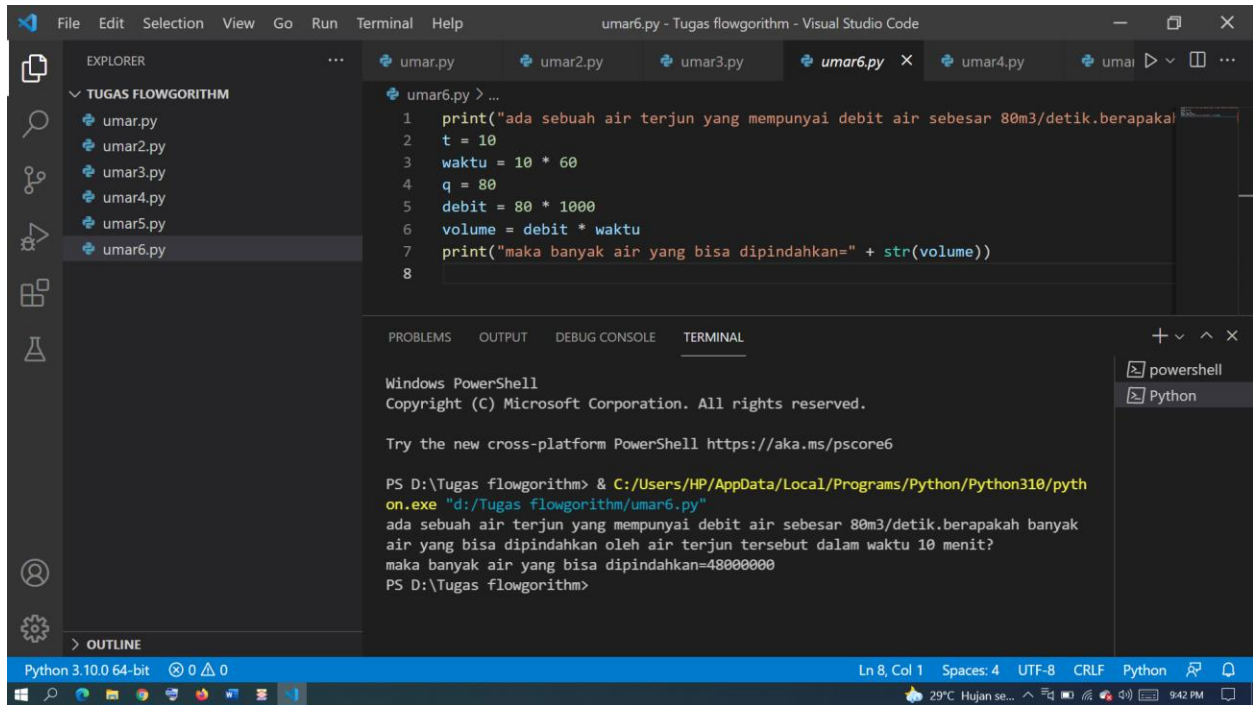 File Edit Selection View Go Run Terminal Help
umar6.py - Tugas flowgorithm - Visual Studio Code
EXPLORER
TUGAS FLOWGORITHM
umar.py
umar2.py
umar3.py
umar4.py
umar5.py
umar6.py
OUTLINE
umar.py umar2.py umar3.py umar6.py umar4.py umar
umar6.py > ...
1 print("ada sebuah air terjun yang mempunyai debit air sebesar 80m3/detik.berapaka
2 t = 10
3 waktu = 10 * 60
4 q = 80
5 debit = 80 * 1000
6 volume = debit * waktu
7 print("maka banyak air yang bisa dipindahkan=" + str(volume))
8
PROBLEMS OUTPUT DEBUG CONSOLE TERMINAL
powershell
Python
Windows PowerShell
Copyright (C) Microsoft Corporation. All rights reserved.
Try the new cross-platform PowerShell https://aka.ms/pscore6
PS D:\Tugas flowgorithm> & C:/Users/HP/AppData/Local/Programs/Python/Python310/pyth
on.exe "d:/Tugas flowgorithm/umar6.py"
ada sebuah air terjun yang mempunyai debit air sebesar 80m3/detik.berapakah banyak
air yang bisa dipindahkan oleh air terjun tersebut dalam waktu 10 menit?
maka banyak air yang bisa dipindahkan=48000000
PS D:\Tugas flowgorithm>
Python 3.10.0 64-bit 0 0 Ln 8, Col 1 Spaces: 4 UTF-8 CRLF Python
29°C Hujan se... 9:42 PM